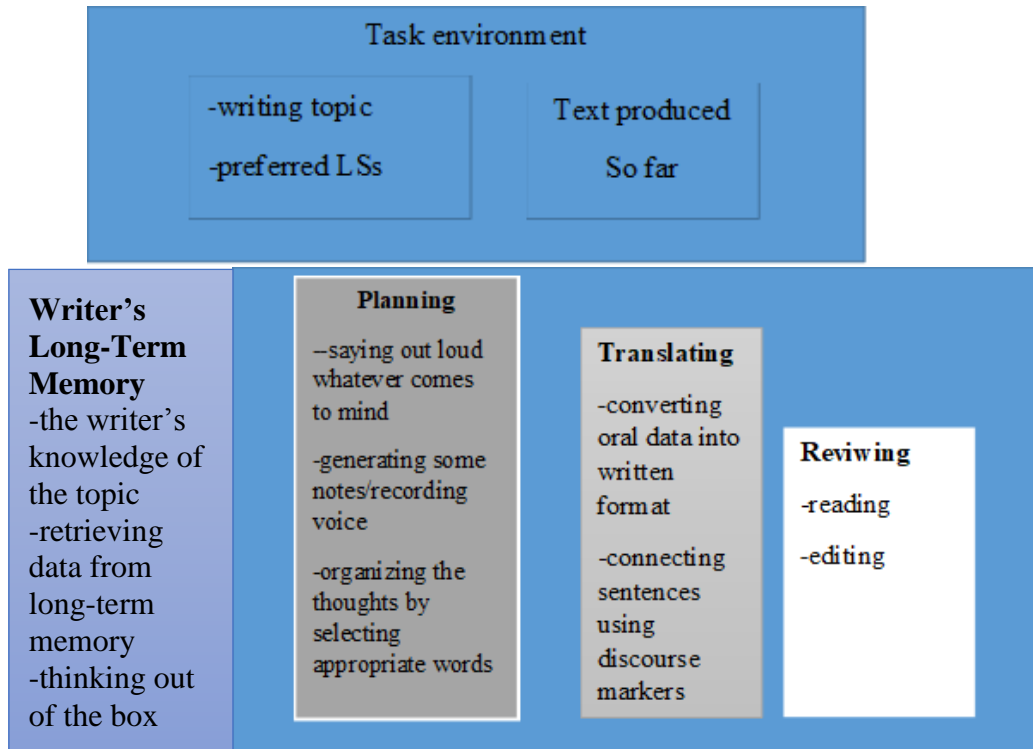 Task environment
-writing topic
-preferred LSs
Text produced
So far
Writer’s
Long-Term
Memory
-the writer’s
knowledge of
the topic
-retrieving
data from
long-term
memory
-thinking out
of the box
Planning
--saying out loud
whatever comes
to mind
-generating some
notes/recording
voice
-organizing the
thoughts by
selecting
appropriate words
Translating
-converting
oral data into
written
format
-connecting
sentences
using
discourse
markers
Reviwing
-reading
-editing